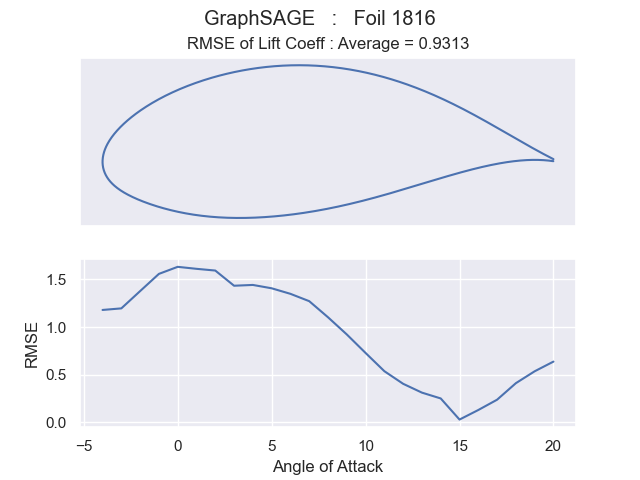 GraphSAGE   :   Foil 1816
RMSE of Lift Coeff : Average = 0.9313
1.5
1.0
0.5
0.0
RMSE
−5
0
5
10
15
20
Angle of Attack